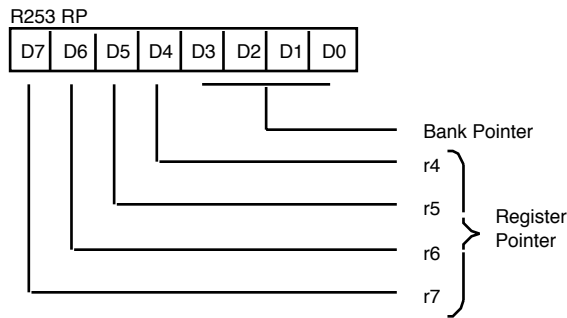 R253 RP
D7 D6 D5 D4 D3 D2 D1 D0
Bank Pointer
r4
r5
r6
r7
Register
Pointer